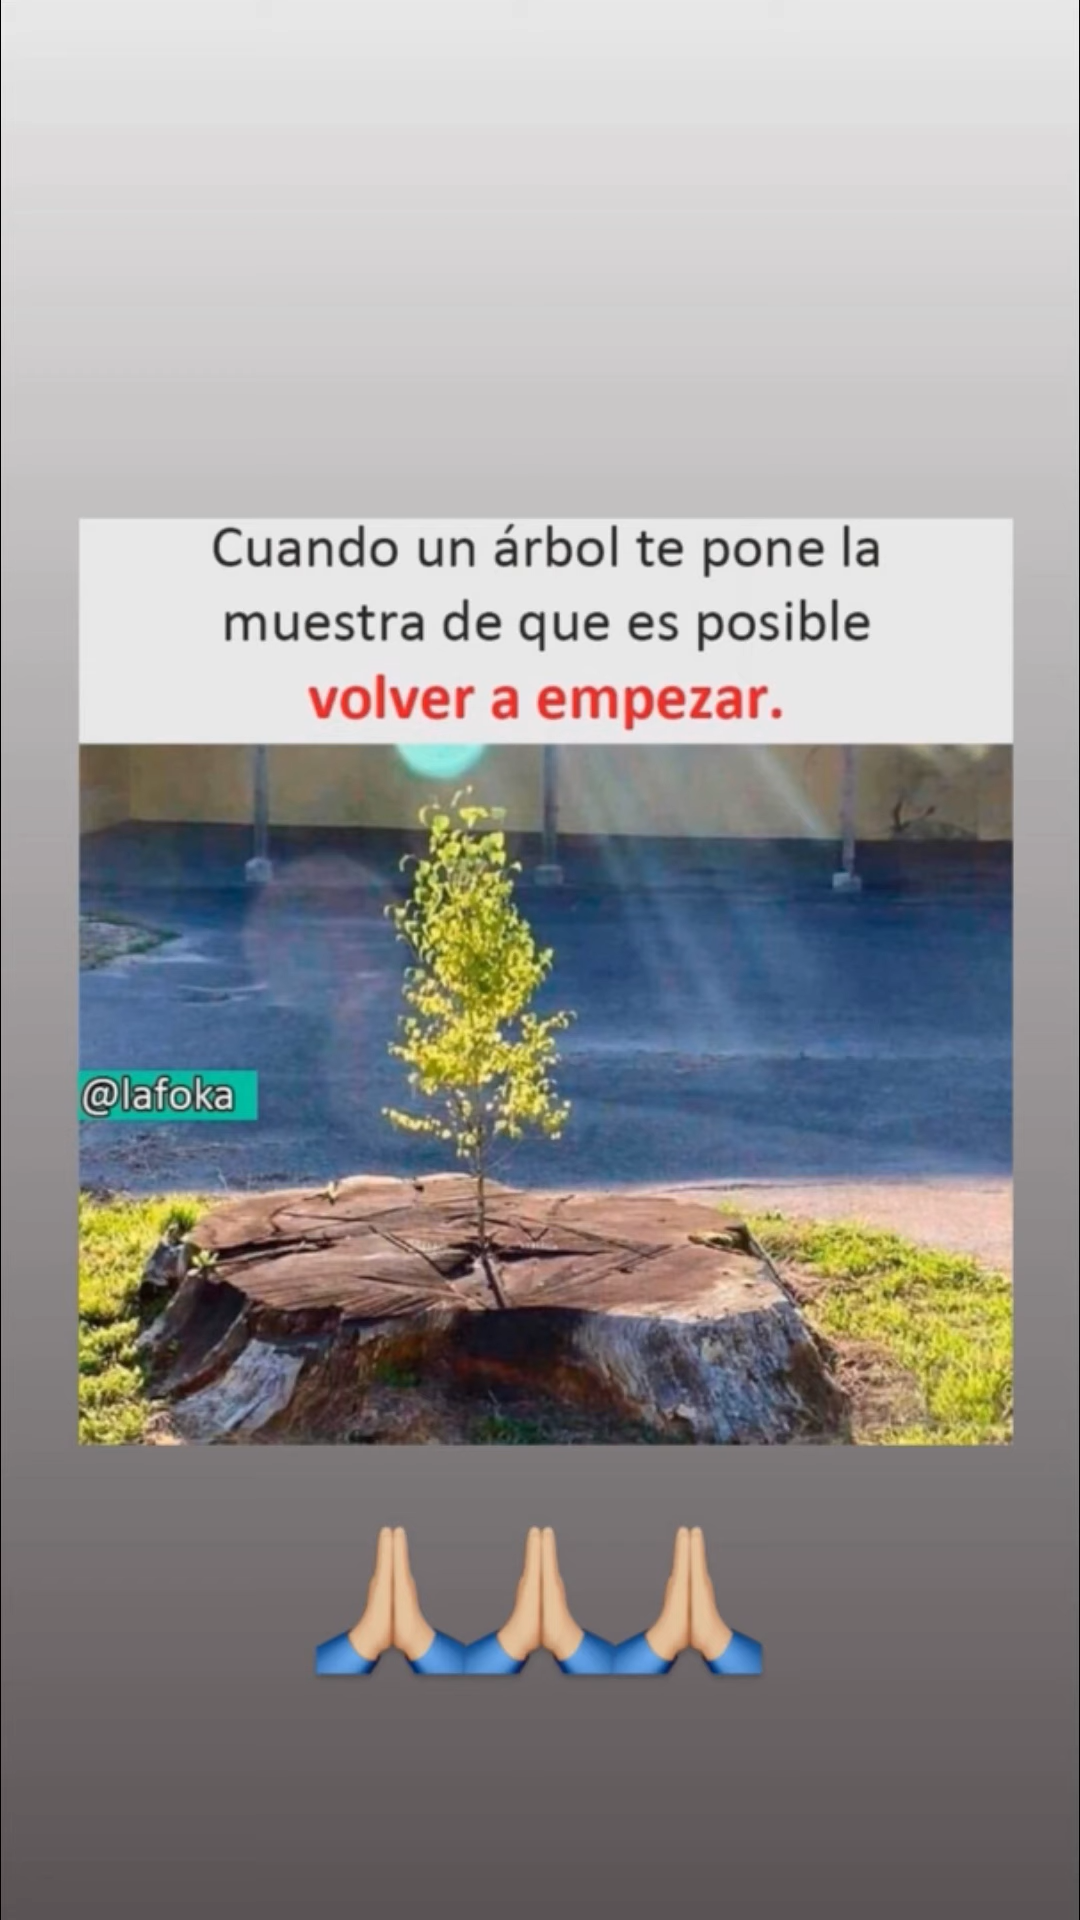 Cuando un árbol te pone la
muestra de que es posible
volver a empezar.
@lafoka